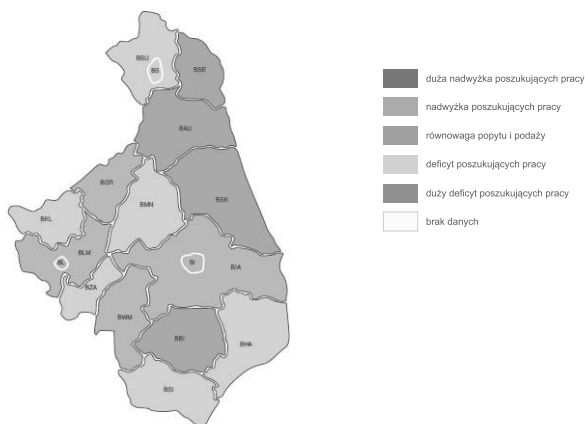 BSU
BS
BSE
BAU
BGR
BMN
BSK
BKL
BLM
BL
BZA
BI
BIA
BWM
BBI
BHA
BSI
duża nadwyżka poszukujących pracy
nadwyżka poszukujących pracy
równowaga popytu i podaży
deficyt poszukujących pracy
duży deficyt poszukujących pracy
brak danych